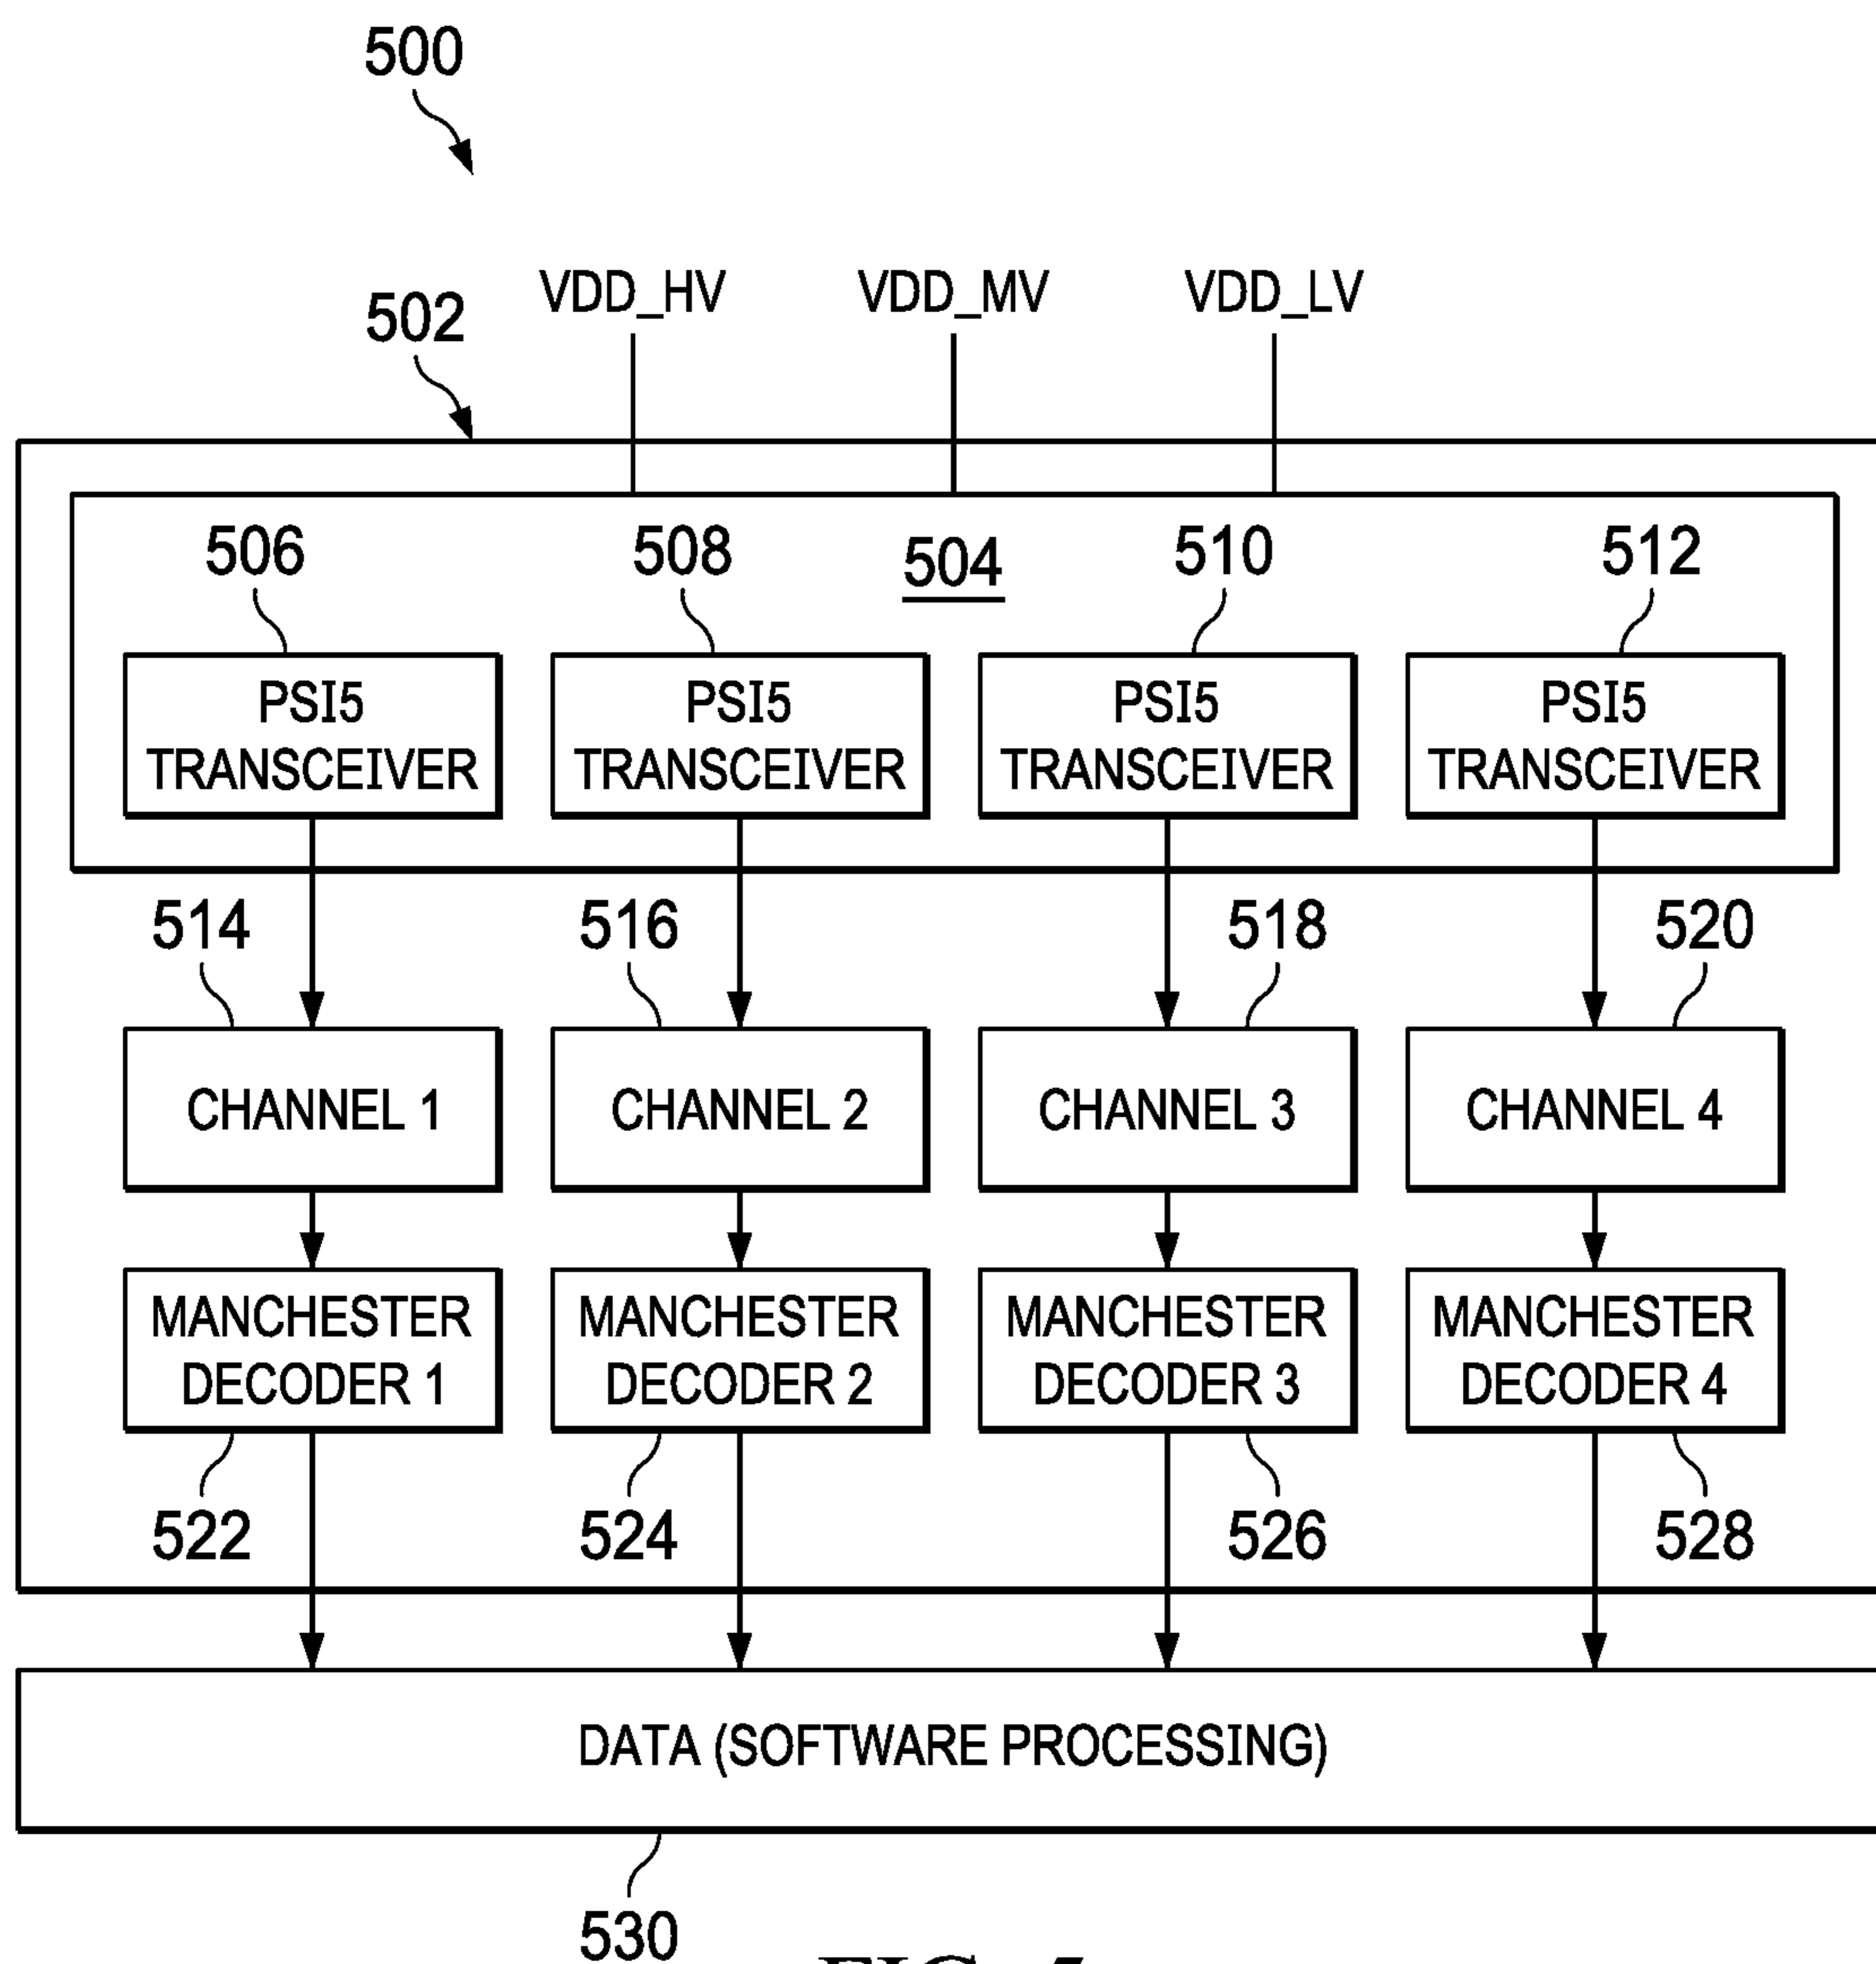 500
502
VDD_HV VDD_MV VDD_LV
506 508 504 510 512
PSI5 TRANSCEIVER PSI5 TRANSCEIVER PSI5 TRANSCEIVER PSI5 TRANSCEIVER
514 516 518 520
CHANNEL 1 CHANNEL 2 CHANNEL 3 CHANNEL 4
MANCHESTER DECODER 1 MANCHESTER DECODER 2 MANCHESTER DECODER 3 MANCHESTER DECODER 4
522 524 526 528
DATA (SOFTWARE PROCESSING)
530